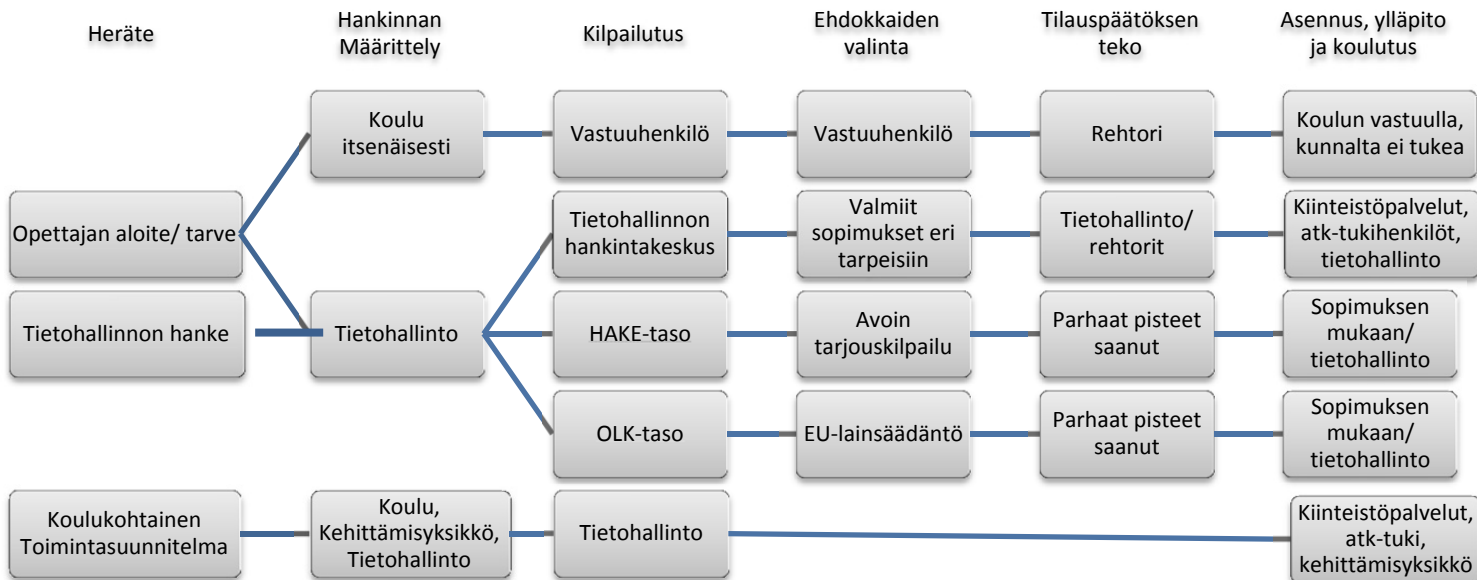 Heräte
Hankinnan
Määrittely
Kilpailutus
Ehdokkaiden
valinta
Tilauspäätöksen
teko
Asennus, ylläpito
ja koulutus
Koulu
itsenäisesti
Vastuuhenkilö
Vastuuhenkilö
Rehtori
Koulun vastuulla,
kunnalta ei tukea
Opettajan aloite/ tarve
Tietohallinnon
hankintakeskus
Valmiit
sopimukset eri
tarpeisiin
Tietohallinto/
rehtorit
Kiinteistöpalvelut,
atk-tukihenkilöt,
tietohallinto
Tietohallinnon hanke
Tietohallinto
HAKE-taso
Avoin
tarjouskilpailu
Parhaat pisteet
saanut
Sopimuksen
mukaan/
tietohallinto
OLK-taso
EU-lainsäädäntö
Parhaat pisteet
saanut
Sopimuksen
mukaan/
tietohallinto
Koulukohtainen
Toimintasuunnitelma
Koulu,
Kehittämisyksikkö,
Tietohallinto
Tietohallinto
Kiinteistöpalvelut,
atk-tuki,
kehittämisyksikkö